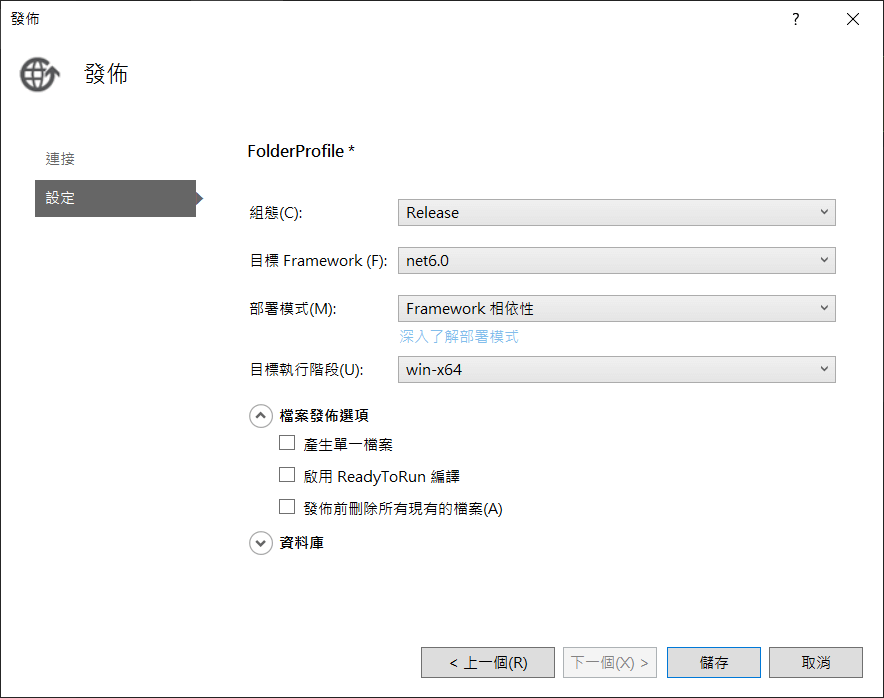 發佈
?
發佈
連接
設定
FolderProfile *
組態(C):
Release
目標 Framework (F):
net6.0
部署模式(M):
Framework 相依性
深入了解部署模式
目標執行階段(U):
win-x64
檔案發佈選項
產生單一檔案
啟用 ReadyToRun 編譯
發佈前刪除所有現有的檔案(A)
資料庫
< 上一個(R)
下一個(X) >
儲存
取消